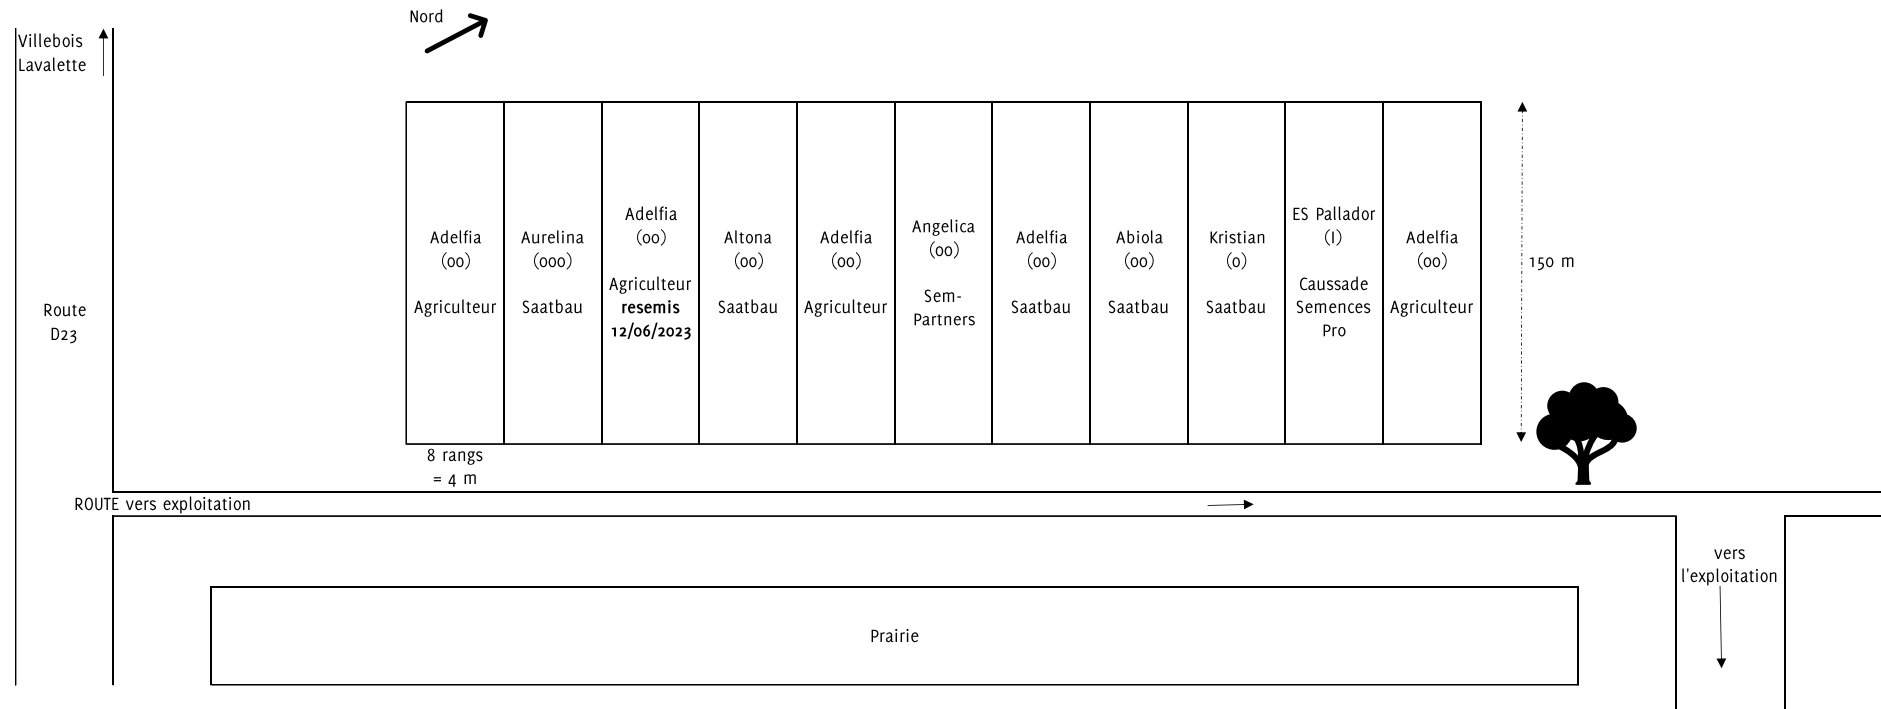 Nord
Villebois
Lavalette
Route
D23
Adelfia
(00)
Agriculteur
Aurelina
(000)
Saatbau
Adelfia
(00)
Agriculteur
resemis
12/06/2023
Altona
(00)
Saatbau
Adelfia
(00)
Agriculteur
Angelica
(00)
Sem-
Partners
Adelfia
(00)
Saatbau
Abiola
(00)
Saatbau
Kristian
(0)
Saatbau
ES Pallador
(I)
Caussade
Semences
Pro
Adelfia
(00)
Agriculteur
150 m
8 rangs
= 4 m
ROUTE vers exploitation
vers
l'exploitation
Prairie